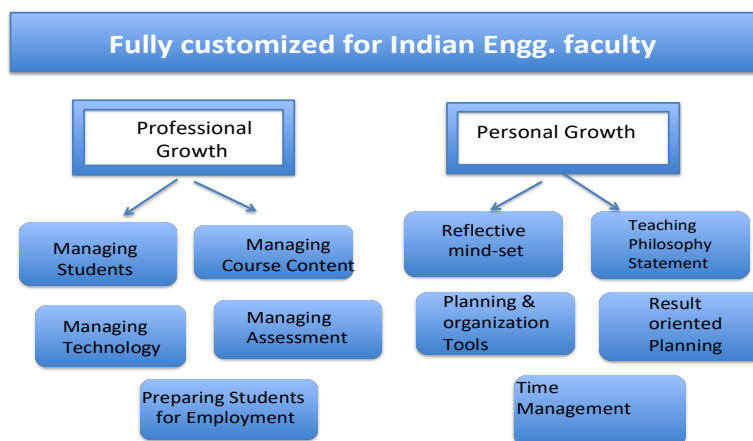 Fully customized for Indian Engg. faculty
Professional
Growth
Personal Growth
Managing
Students
Managing
Course Content
Reflective
mind-set
Teaching
Philosophy
Statement
Managing
Technology
Managing
Assessment
Planning &
organization
Tools
Result
oriented
Planning
Preparing Students
for Employment
Time
Management